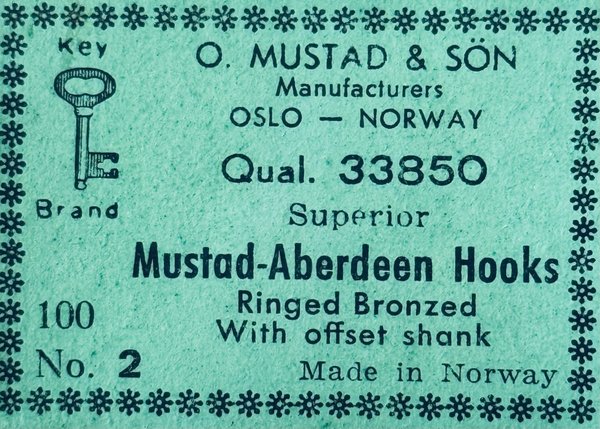 Key
Brand
O. MUSTAD & SÖN
Manufacturers
OSLO — NORWAY
Qual. 33850
Superior
Mustad-Aberdeen Hooks
Ringed Bronzed
With offset shank
100
No. 2
Made in Norway